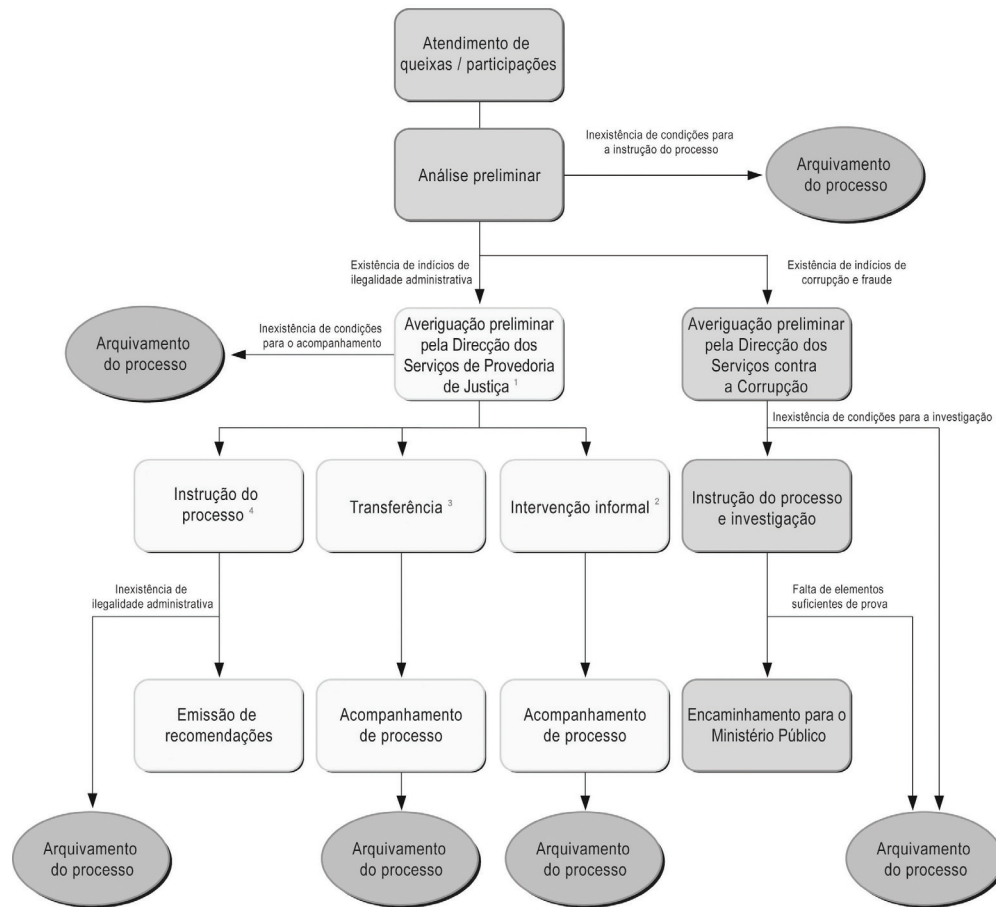 Atendimento de
queixas / participações
Inexistência de condições para
a instrução do processo
Análise preliminar
Arquivamento
do processo
Existência de indícios de
ilegalidade administrativa
Existência de indícios de
corrupção e fraude
Arquivamento
do processo
Inexistência de condições
para o acompanhamento
Averiguação preliminar
pela Direcção dos
Serviços de Provedoria
de Justiça 1
Averiguação preliminar
pela Direcção dos
Serviços contra
a Corrupção
Inexistência de condições para a investigação
Instrução do
processo 4
Transferência 3
Intervenção informal 2
Instrução do processo
e investigação
Inexistência de
ilegalidade administrativa
Falta de elementos
suficientes de prova
Emissão de
recomendações
Acompanhamento
de processo
Acompanhamento
de processo
Encaminhamento para o
Ministério Público
Arquivamento
do processo
Arquivamento
do processo
Arquivamento
do processo
Arquivamento
do processo